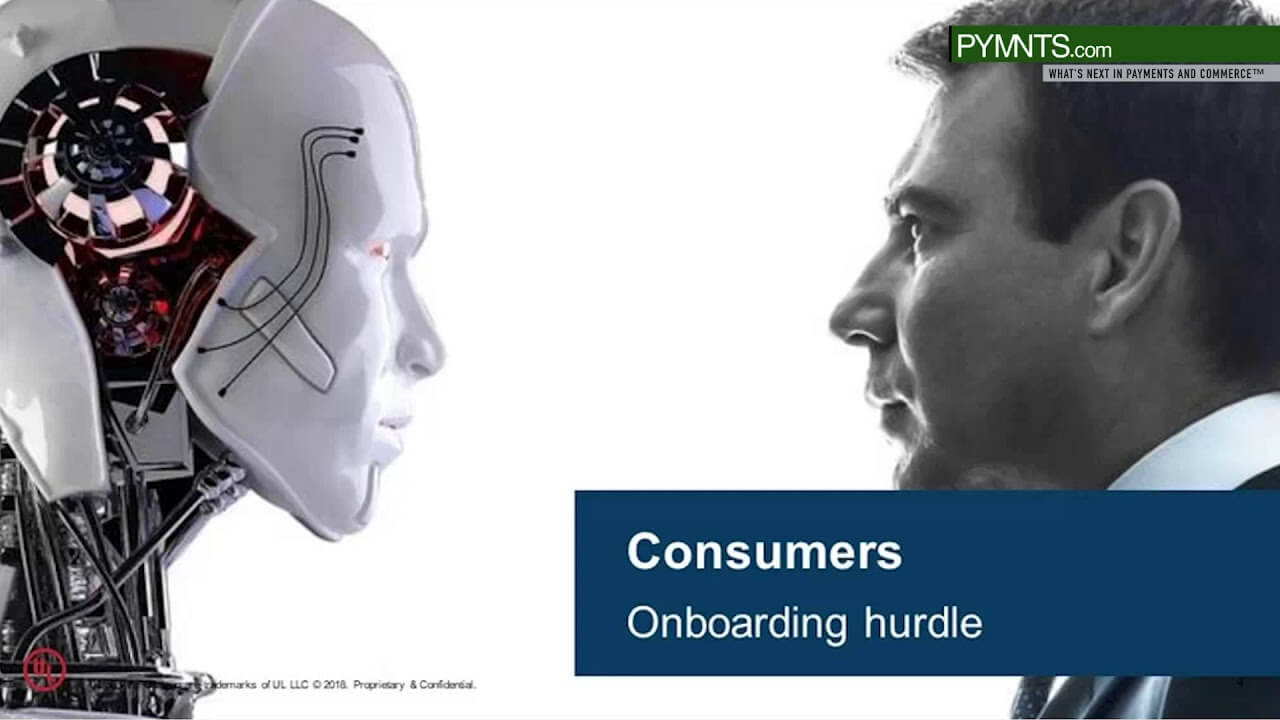 PYMNTS.com
WHAT'S NEXT IN PAYMENTS AND COMMERCE™
Consumers
Onboarding hurdle
UL
trademarks of UL LLC © 2018. Proprietary & Confidential.